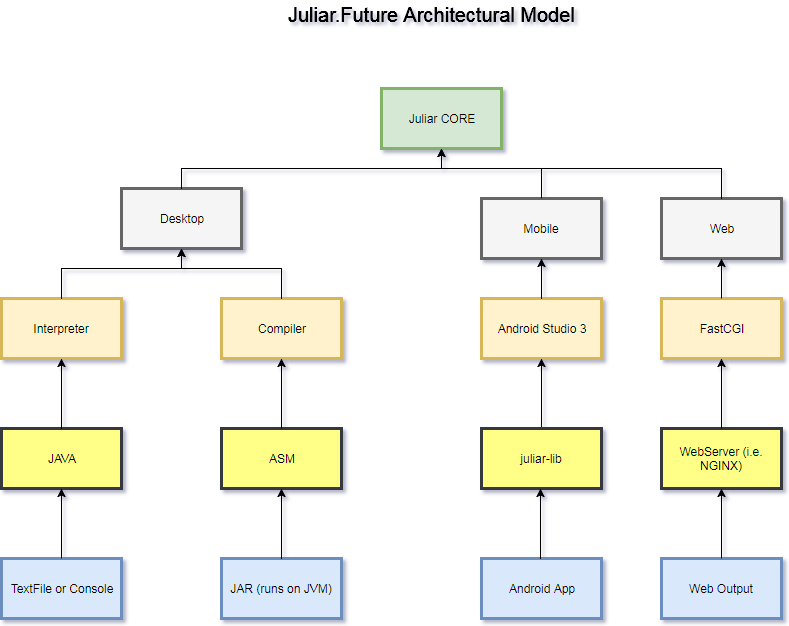 Juliar.Future Architectural Model
Juliar CORE
Desktop
Mobile
Web
Interpreter
Compiler
Android Studio 3
FastCGI
JAVA
ASM
juliar-lib
WebServer (i.e.
NGINX)
TextFile or Console
JAR (runs on JVM)
Android App
Web Output